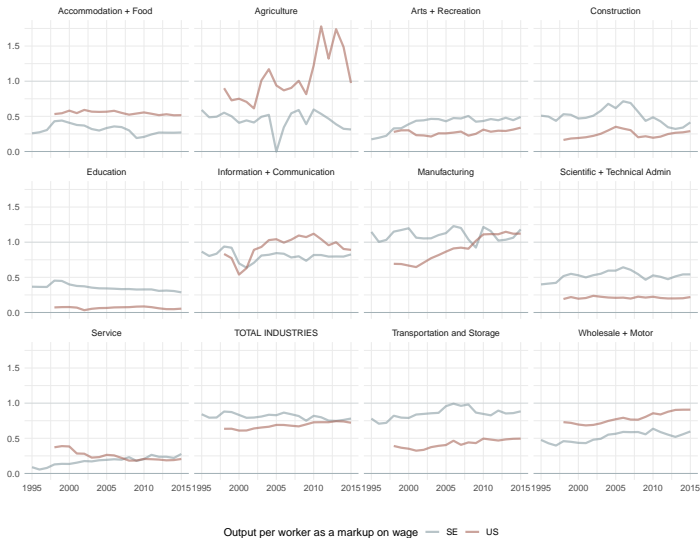 Accommodation + Food
Agriculture
Arts + Recreation
Construction
1.5
1.0
0.5
0.0
Education
Information + Communication
Manufacturing
Scientific + Technical Admin
1.5
1.0
0.5
0.0
Service
TOTAL INDUSTRIES
Transportation and Storage
Wholesale + Motor
1.5
1.0
0.5
0.0
1995 2000 2005 2010 2015 1995 2000 2005 2010 2015 1995 2000 2005 2010 2015 1995 2000 2005 2010 2015
Output per worker as a markup on wage SE US